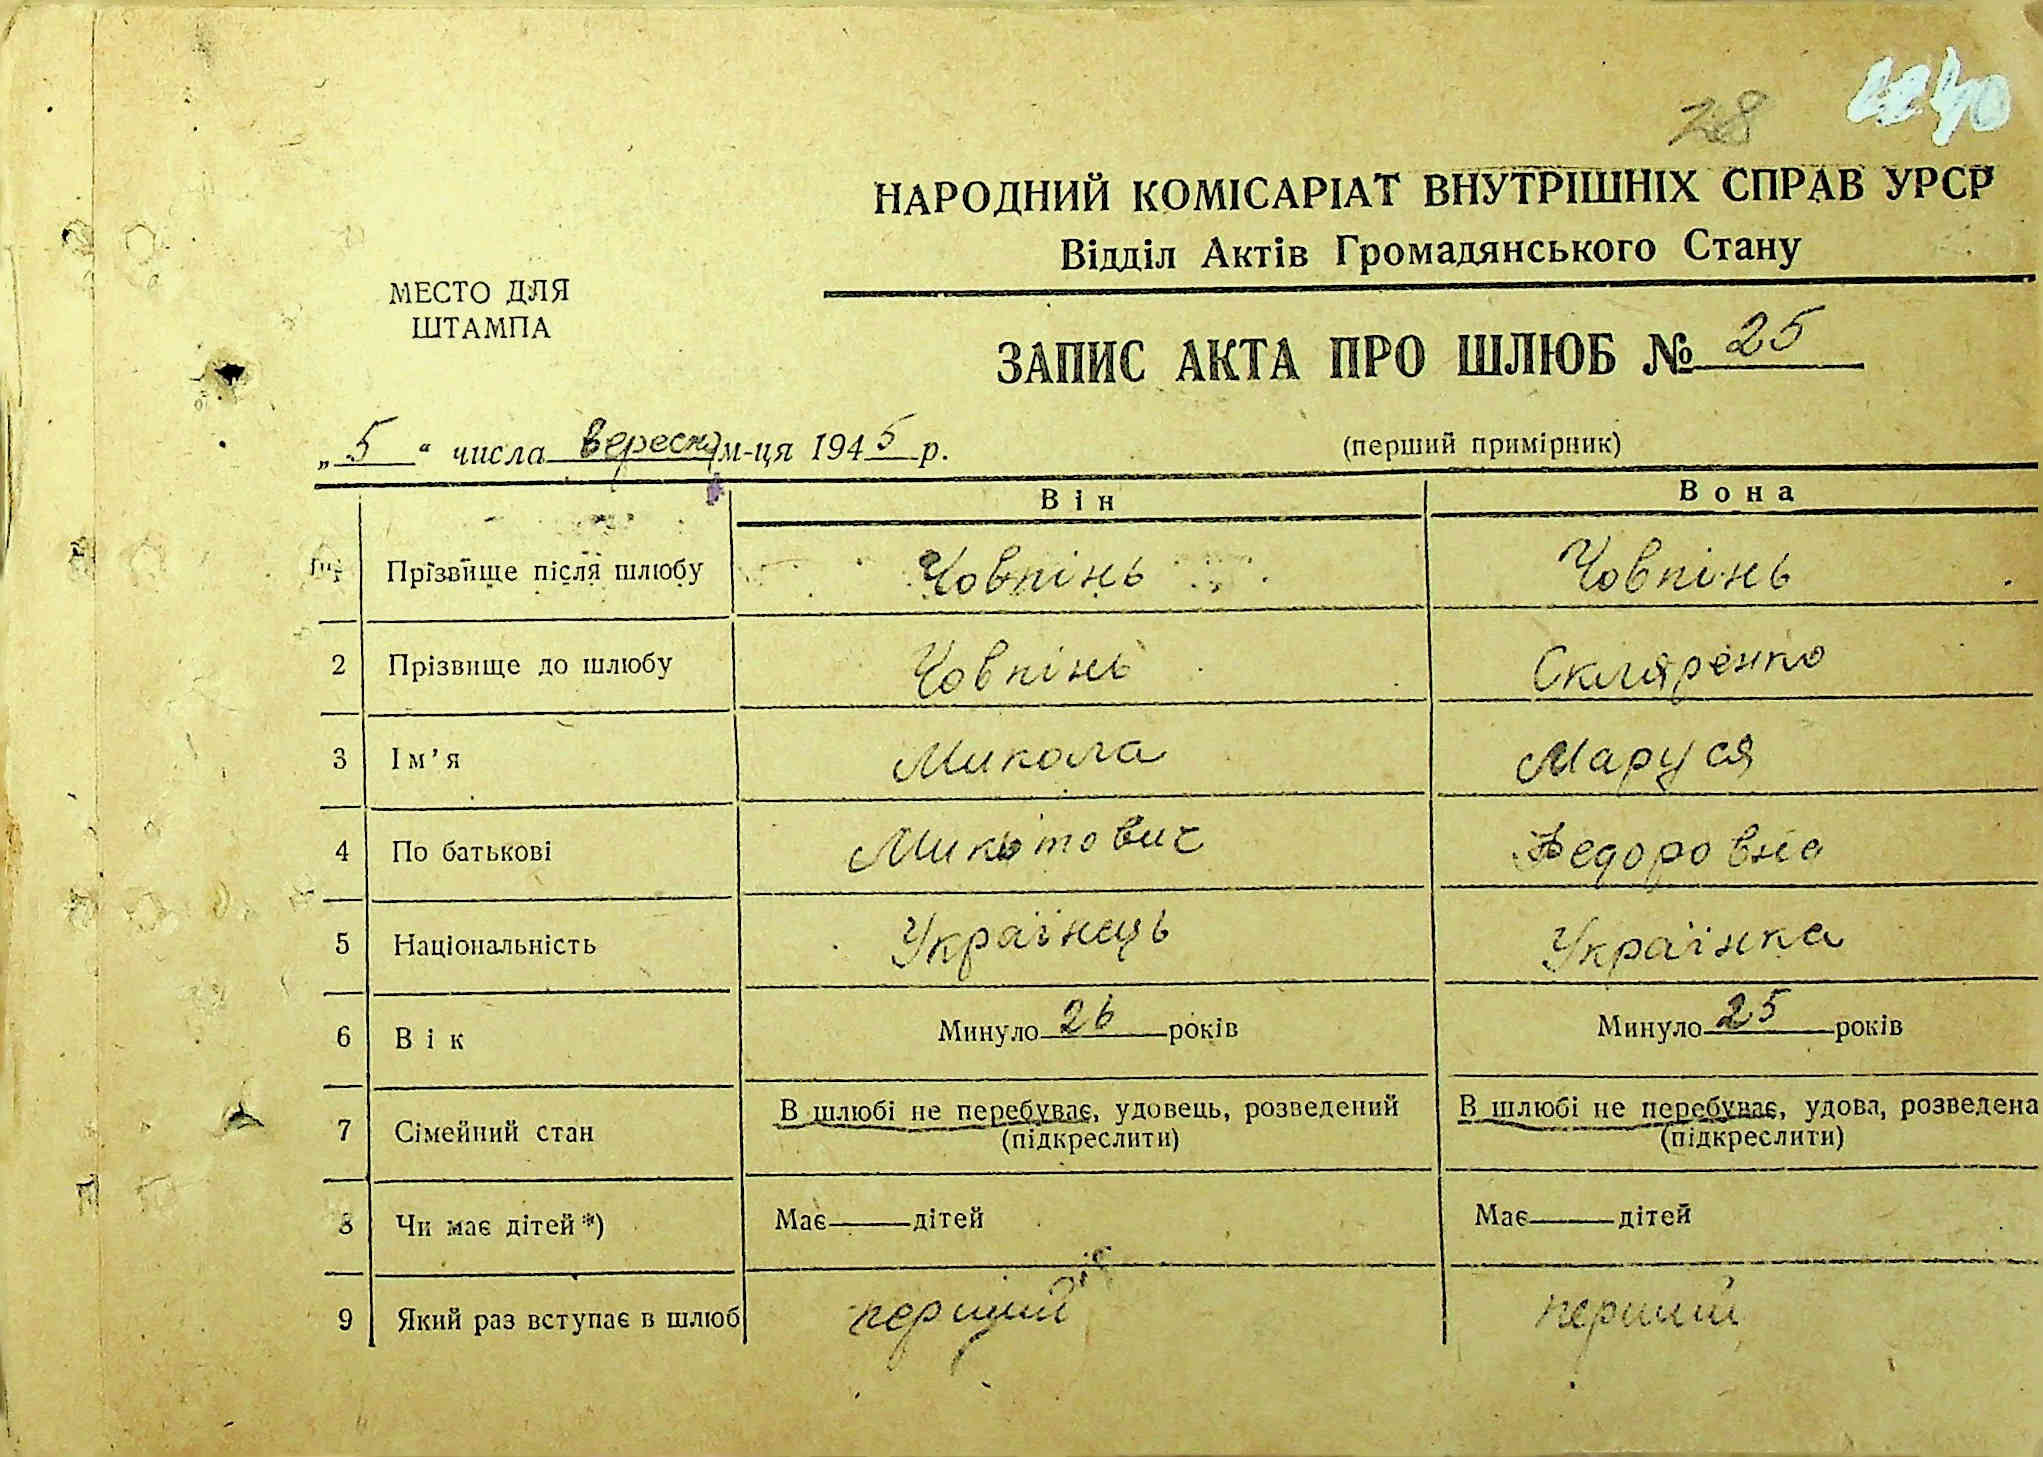 28
НАРОДНИЙ КОМІСАРІАТ ВНУТРІШНІХ СПРАВ УРСР
Відділ Актів Громадянського Стану
МЕСТО ДЛЯ
ШТАМПА
ЗАПИС АКТА ПРО ШЛЮБ № 25
„5“ числа вересня м-ця 1945 р.
(перший примірник)
Він Вона
Прізвище після шлюбу Човпінь Човпінь
2 Прізвище до шлюбу Човпінь Скляренко
3 Ім’я Микола Маруся
4 По батькові Микитович Федоровна
5 Національність Українець Українка
6 Вік Минуло 26 років Минуло 25 років
7 Сімейний стан В шлюбі не перебуває, удовець, розведений В шлюбі не перебуває, удова, розведена
(підкреслити) (підкреслити)
8 Чи має дітей*) Має — дітей Має — дітей
9 Який раз вступає в шлюб перший перший